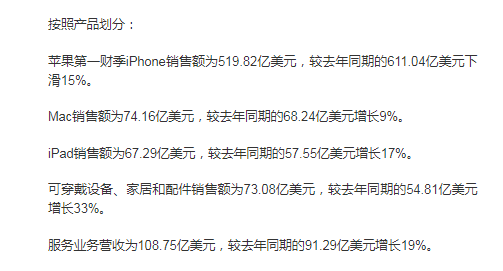 按照产品划分：
苹果第一财季iPhone销售额为519.82亿美元，较去年同期的611.04亿美元下
滑15%。
Mac销售额为74.16亿美元，较去年同期的68.24亿美元增长9%。
iPad销售额为67.29亿美元，较去年同期的57.55亿美元增长17%。
可穿戴设备、家居和配件销售额为73.08亿美元，较去年同期的54.81亿美元
增长33%。
服务业务营收为108.75亿美元，较去年同期的91.29亿美元增长19%。